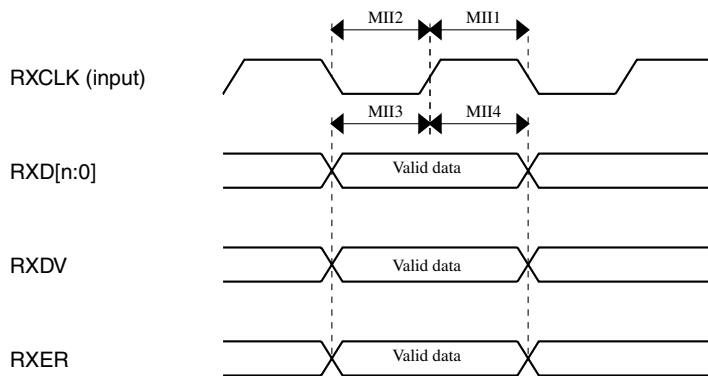 MII2 MII1
RXCLK (input)
MII3 MII4
RXD[n:0] Valid data
RXDV Valid data
RXER Valid data